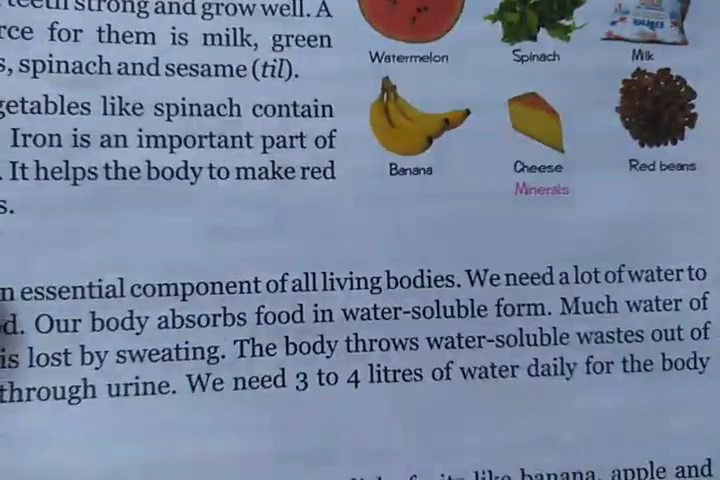 teeth strong and grow well. A
rce for them is milk, green
s, spinach and sesame (til).
getables like spinach contain
Iron is an important part of
. It helps the body to make red
s.
Watermelon
Spinach
Milk
Banana
Cheese
Red beans
Minerals
n essential component of all living bodies. We need a lot of water to
d. Our body absorbs food in water-soluble form. Much water of
is lost by sweating. The body throws water-soluble wastes out of
through urine. We need 3 to 4 litres of water daily for the body
like banana, apple and